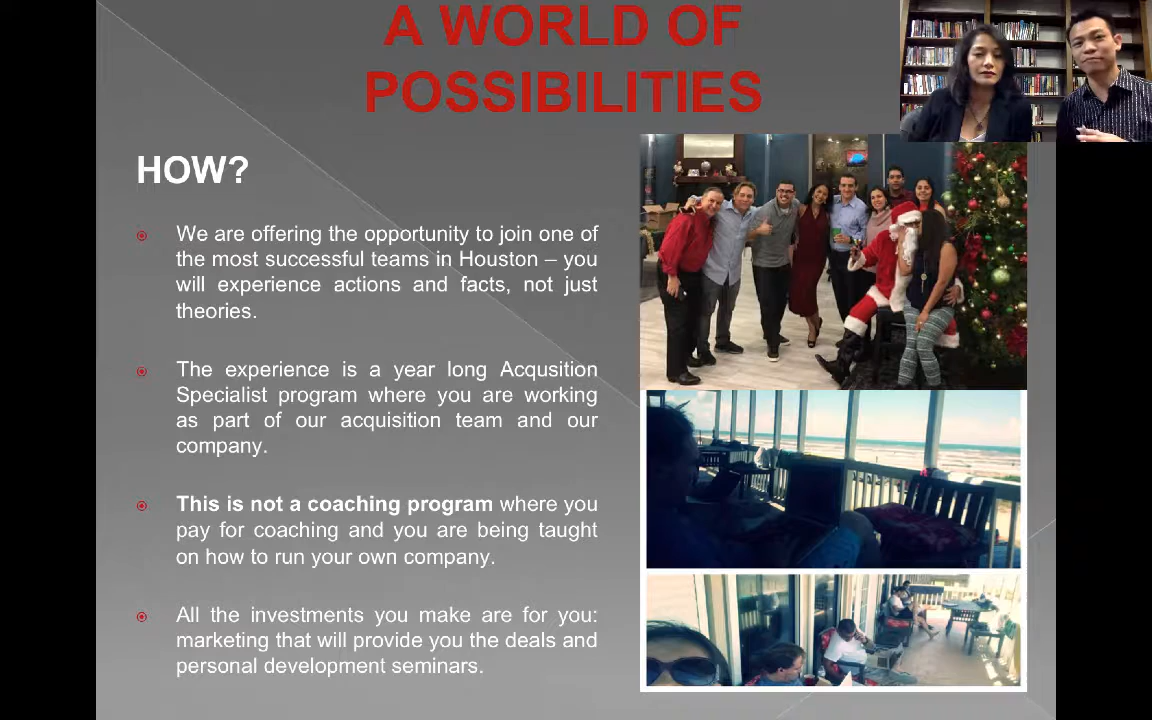 A WORLD OF
POSSIBILITIES
HOW?
We are offering the opportunity to join one of
the most successful teams in Houston – you
will experience actions and facts, not just
theories.
The experience is a year long Acqusition
Specialist program where you are working
as part of our acquisition team and our
company.
This is not a coaching program where you
pay for coaching and you are being taught
on how to run your own company.
All the investments you make are for you:
marketing that will provide you the deals and
personal development seminars.